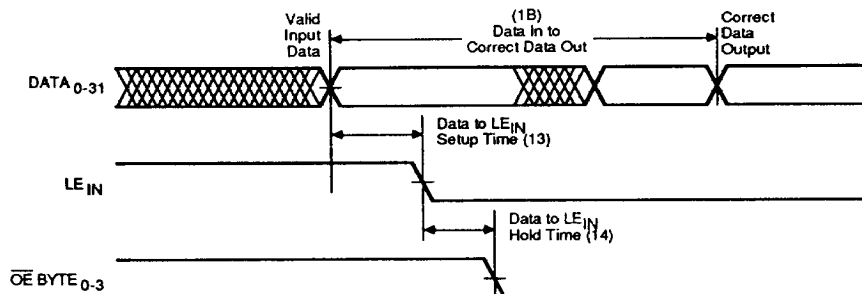 Valid
Input
Data
(1B)
Data In to
Correct Data Out
Correct
Data
Output
DATA0-31
Data to LEIN
Setup Time (13)
LEIN
Data to LEIN
Hold Time (14)
OE BYTE0-3